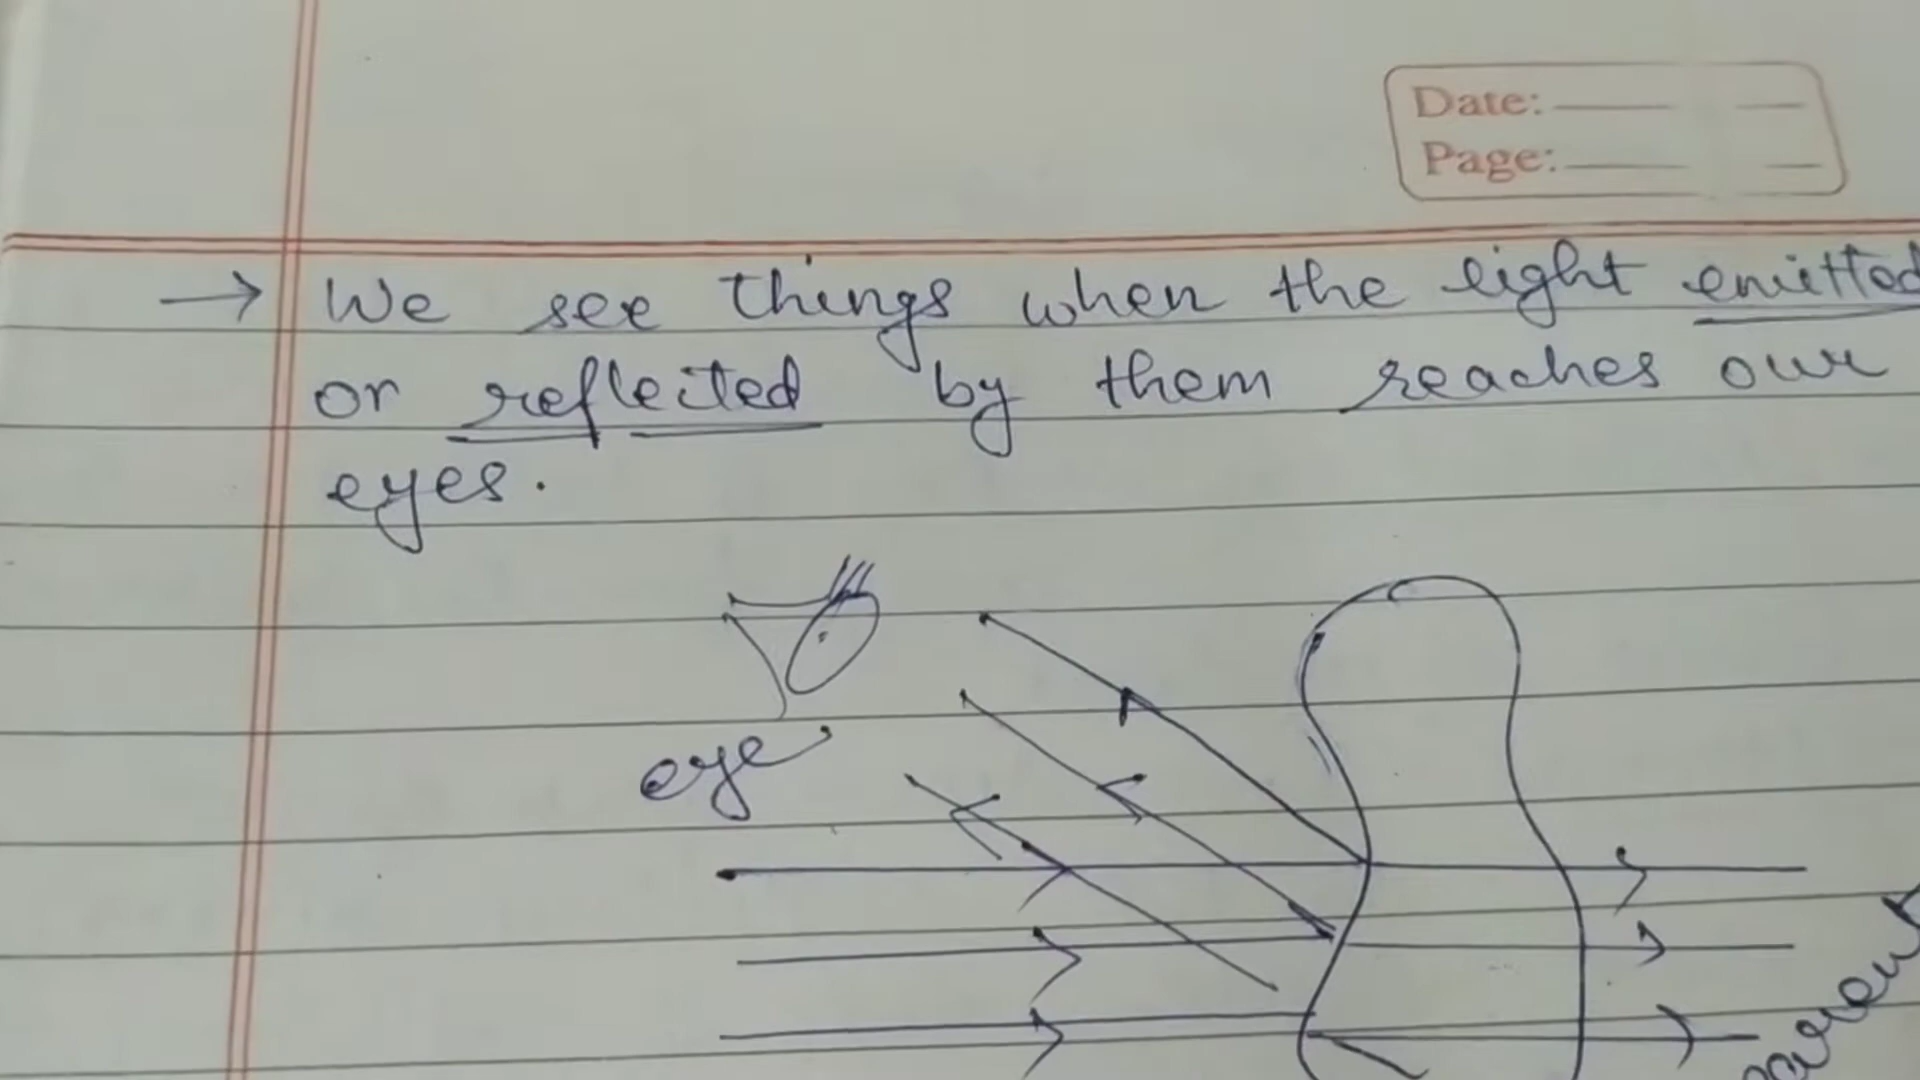 Date:
Page:
→ We see things when the light emitted
or reflected by them reaches our
eyes.
eye